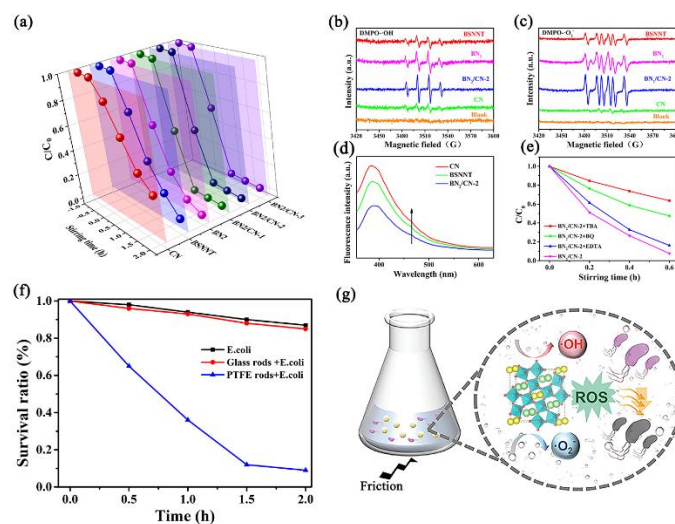 (a)
C/C0
1.0
0.8
0.6
0.4
0.2
0.0
-1.0
-0.5
0.0
0.5
1.0
1.5
2.0
Stirring time (h)
CN
BSNNT
BN2
BN2/CN-1
BN2/CN-2
BN2/CN-3
(b)
DMPO-·OH
BSNNT
BN2
BN2/CN-2
CN
Blank
Intensity (a.u.)
3420 3450 3480 3510 3540 3570 3600
Magnetic fieled (G)
(c)
BSNNT
BN2
BN2/CN-2
CN
Blank
Intensity (a.u.)
3420 3450 3480 3510 3540 3570
Magnetic fieled (G)
(d)
CN
BSNNT
BN2/CN-2
Fluorescence intensity (a.u.)
400 500 600
Wavelength (nm)
(e)
C/C0
1.0
0.8
0.6
0.4
0.2
0.0
BN2/CN-2+TBA
BN2/CN-2+BQ
BN2/CN-2+EDTA
BN2/CN-2
0.0 0.2 0.4 0.6
Stirring time (h)
(f)
Survival ratio (%)
1.0
0.8
0.6
0.4
0.2
0.0
E.coli
Glass rods +E.coli
PTFE rods+E.coli
0.0 0.5 1.0 1.5 2.0
Time (h)
(g)
·OH
ROS
·O2
Friction